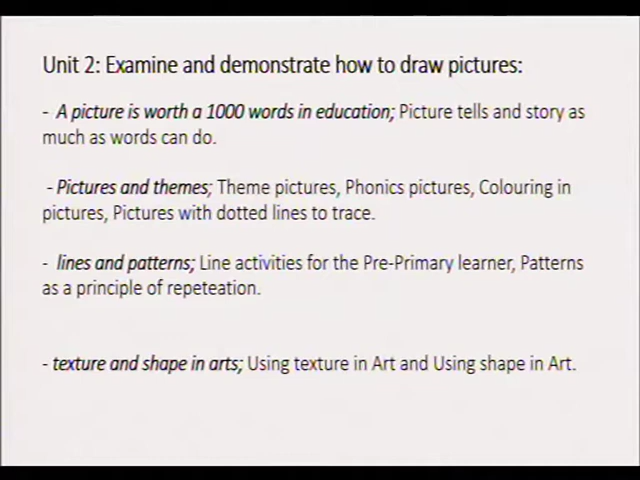 Unit 2: Examine and demonstrate how to draw pictures:
- A picture is worth a 1000 words in education; Picture tells and story as
much as words can do.
- Pictures and themes; Theme pictures, Phonics pictures, Colouring in
pictures, Pictures with dotted lines to trace.
- lines and patterns; Line activities for the Pre-Primary learner, Patterns
as a principle of repeteation.
- texture and shape in arts; Using texture in Art and Using shape in Art.